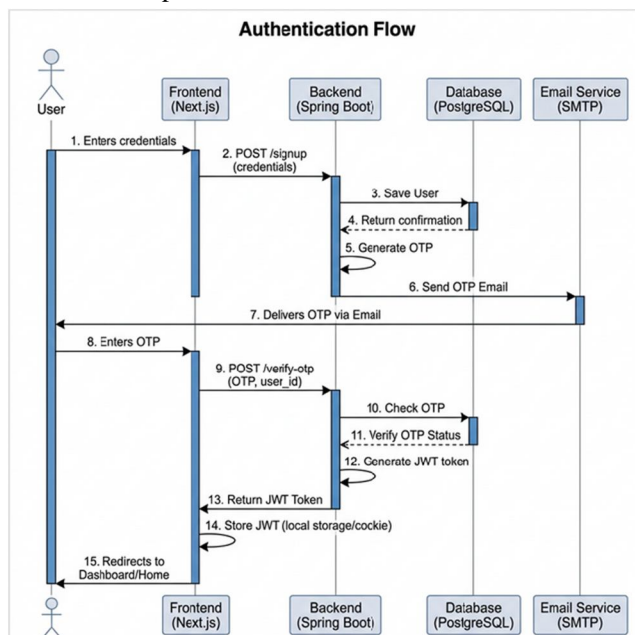 Authentication Flow
User
Frontend
(Next.js)
Backend
(Spring Boot)
Database
(PostgreSQL)
Email Service
(SMTP)
1. Enters credentials
2. POST /signup
(credentials)
3. Save User
4. Return confirmation
5. Generate OTP
6. Send OTP Email
7. Delivers OTP via Email
8. Enters OTP
9. POST /verify-otp
(OTP, user_id)
10. Check OTP
11. Verify OTP Status
12. Generate JWT token
13. Return JWT Token
14. Store JWT (local storage/cockie)
15. Redirects to
Dashboard/Home
Frontend
(Next.js)
Backend
(Spring Boot)
Database
(PostgreSQL)
Email Service
(SMTP)